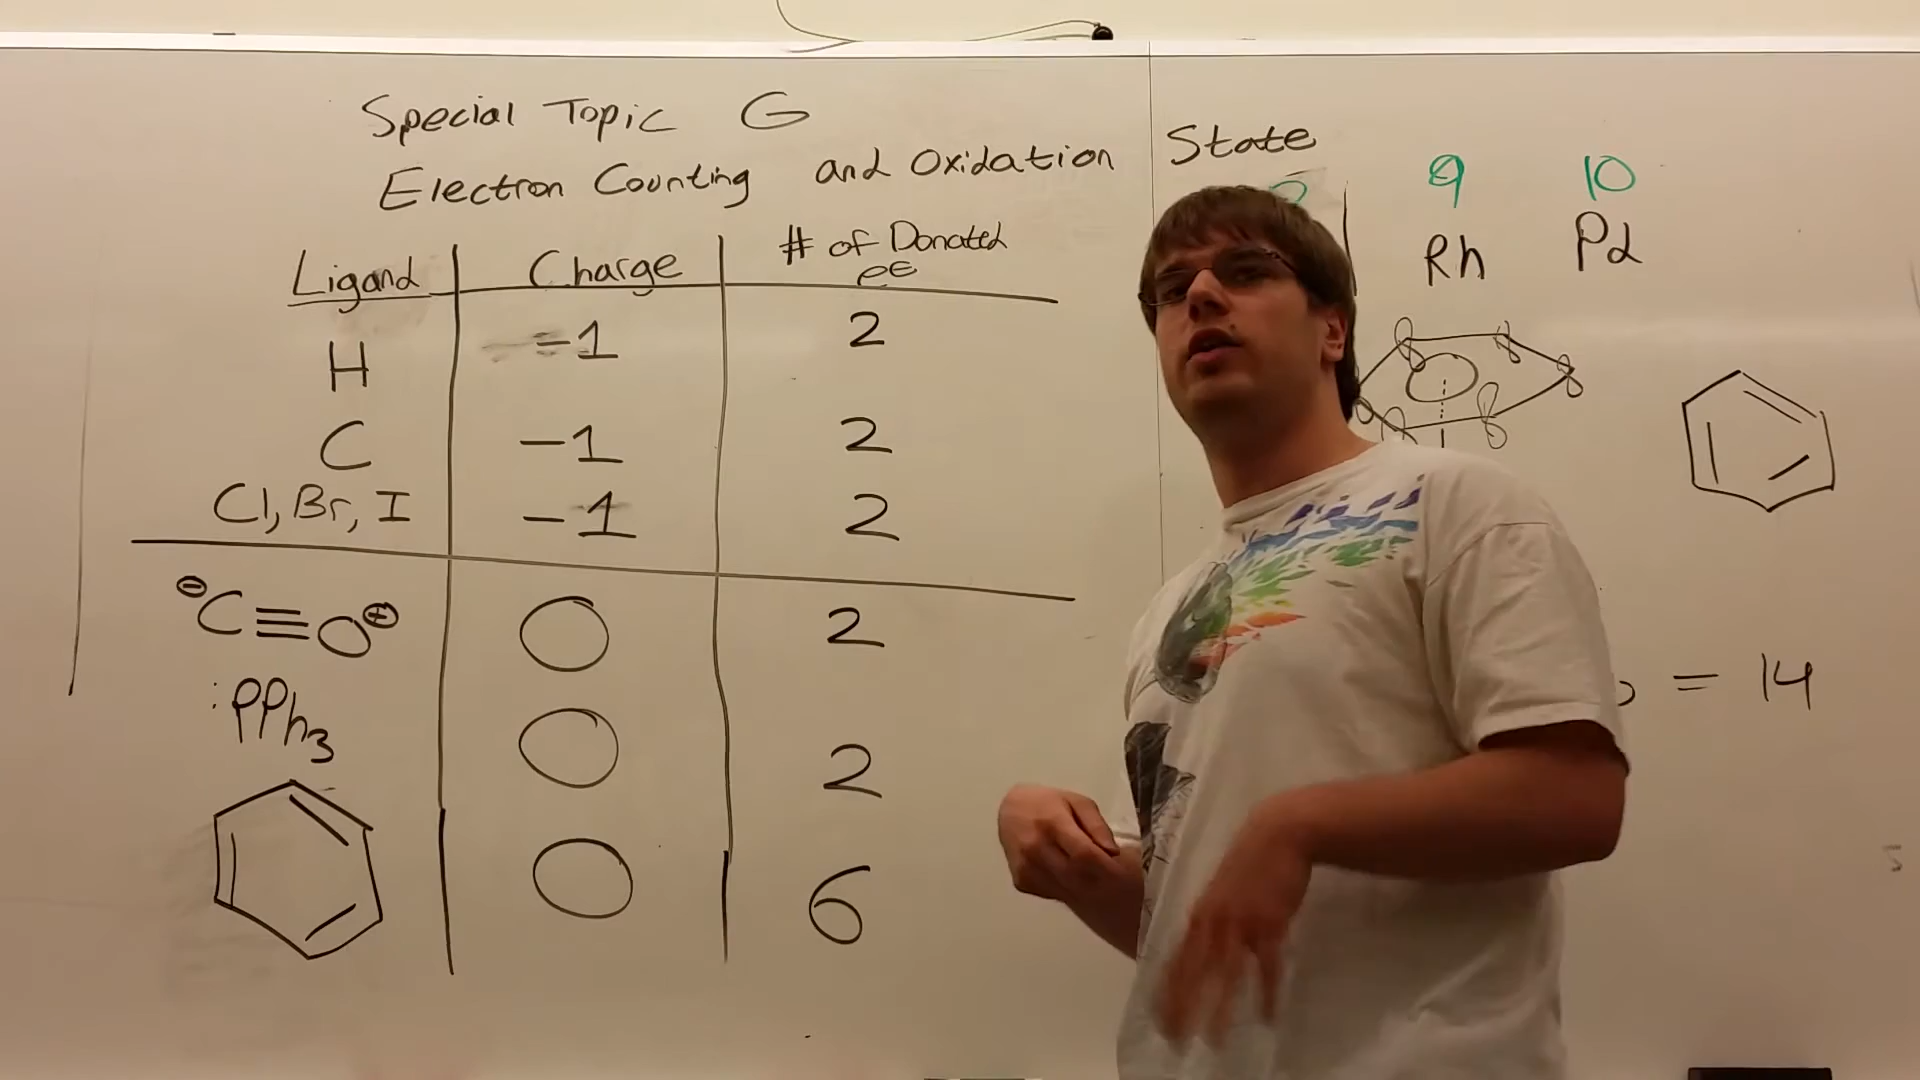 Special Topic G
Electron Counting and Oxidation State
Ligand Charge # of Donated
H -1 2
C -1 2
Cl, Br, I -1 2
⊖C≡O⊕ 0 2
:PPh3 0 2
0 6
9 10
Rh Pd
= 14